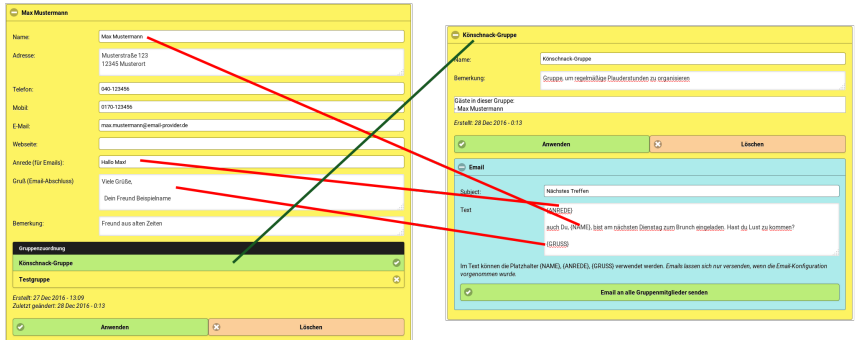 Max Mustermann
Name: Max Mustermann
Adresse: Musterstraße 123
12345 Musterort
Telefon: 040-123456
Mobil: 0170-123456
E-Mail: max.mustermann@email-provider.de
Webseite:
Anrede (für Emails): Hallo Max!
Gruß (Email-Abschluss) Viele Grüße,
Dein Freund Beispielname
Bemerkung: Freund aus alten Zeiten
Gruppenzuordnung
Könschnack-Gruppe
Testgruppe
Erstellt: 27 Dec 2016 - 13:09
Zuletzt geändert: 28 Dec 2016 - 0:13
Anwenden Löschen
Könschnack-Gruppe
Name: Könschnack-Gruppe
Bemerkung: Gruppe, um regelmäßige Plauderstunden zu organisieren
Gäste in dieser Gruppe:
- Max Mustermann
Erstellt: 28 Dec 2016 - 0:13
Anwenden Löschen
Email
Subject: Nächstes Treffen
Text {ANREDE}
auch Du, {NAME}, bist am nächsten Dienstag zum Brunch eingeladen. Hast du Lust zu kommen?
{GRUSS}
Im Text können die Platzhalter {NAME}, {ANREDE}, {GRUSS} verwendet werden. Emails lassen sich nur versenden, wenn die Email-Konfiguration
vorgenommen wurde.
Email an alle Gruppenmitglieder senden